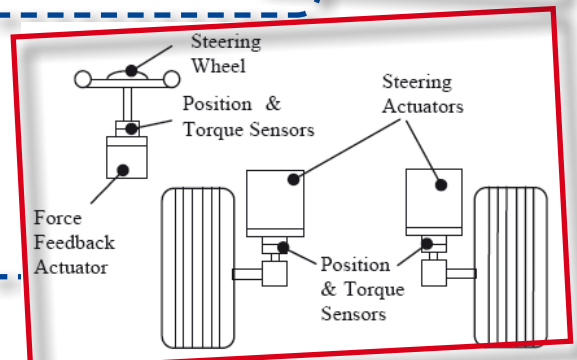 Steering
Wheel
Position &
Torque Sensors
Steering
Actuators
Force
Feedback
Actuator
Position
& Torque
Sensors